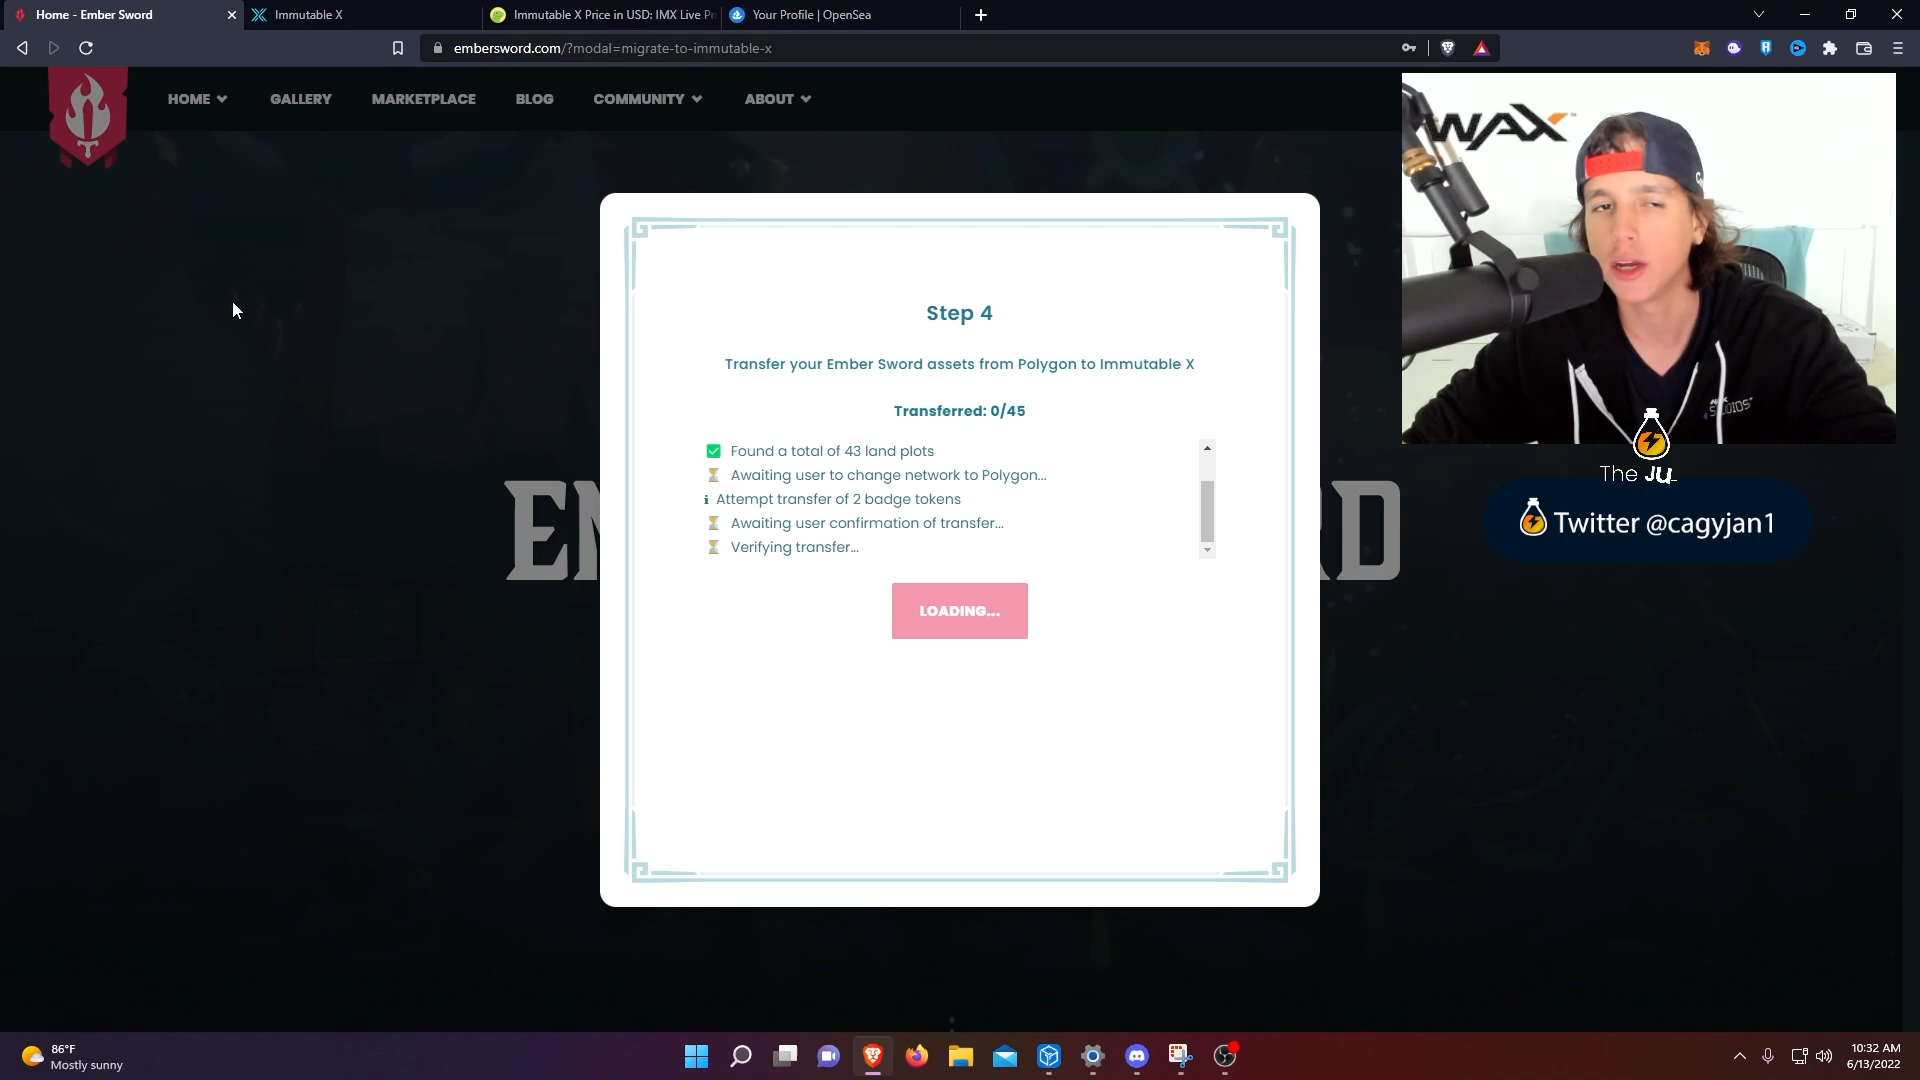 Home - Ember Sword
Immutable X
Immutable X Price in USD: IMX Live Pr
Your Profile | OpenSea
embersword.com/?modal=migrate-to-immutable-x
HOME
GALLERY
MARKETPLACE
BLOG
COMMUNITY
ABOUT
WAX
Step 4
Transfer your Ember Sword assets from Polygon to Immutable X
Transferred: 0/45
Found a total of 43 land plots
Awaiting user to change network to Polygon...
Attempt transfer of 2 badge tokens
Awaiting user confirmation of transfer...
Verifying transfer...
LOADING...
STUDIOS
The
Twitter @cagyjan1
86°F
Mostly sunny
10:32 AM
6/13/2022